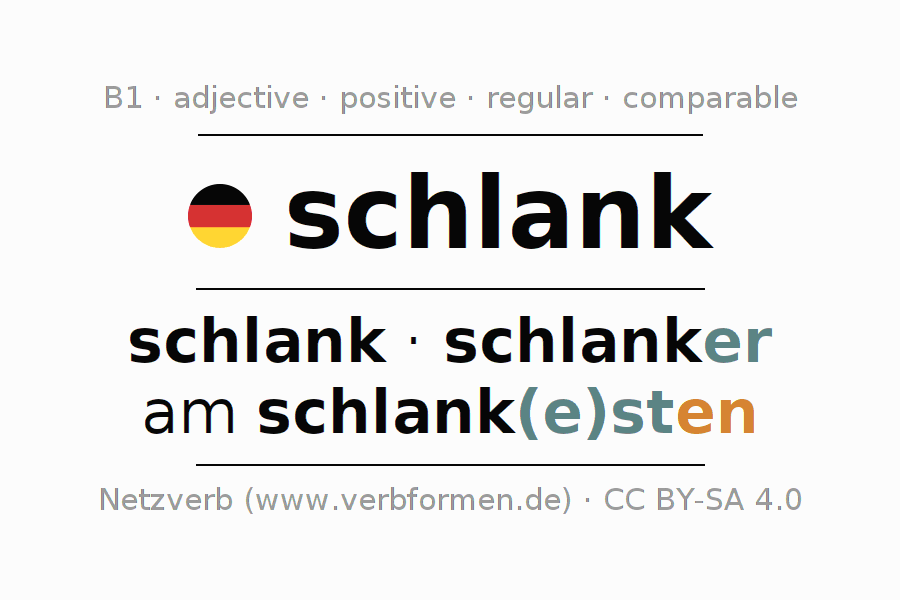 B1 · adjective · positive · regular · comparable
schlank
schlank · schlanker
am schlank(e)sten
Netzverb (www.verbformen.de) · CC BY-SA 4.0